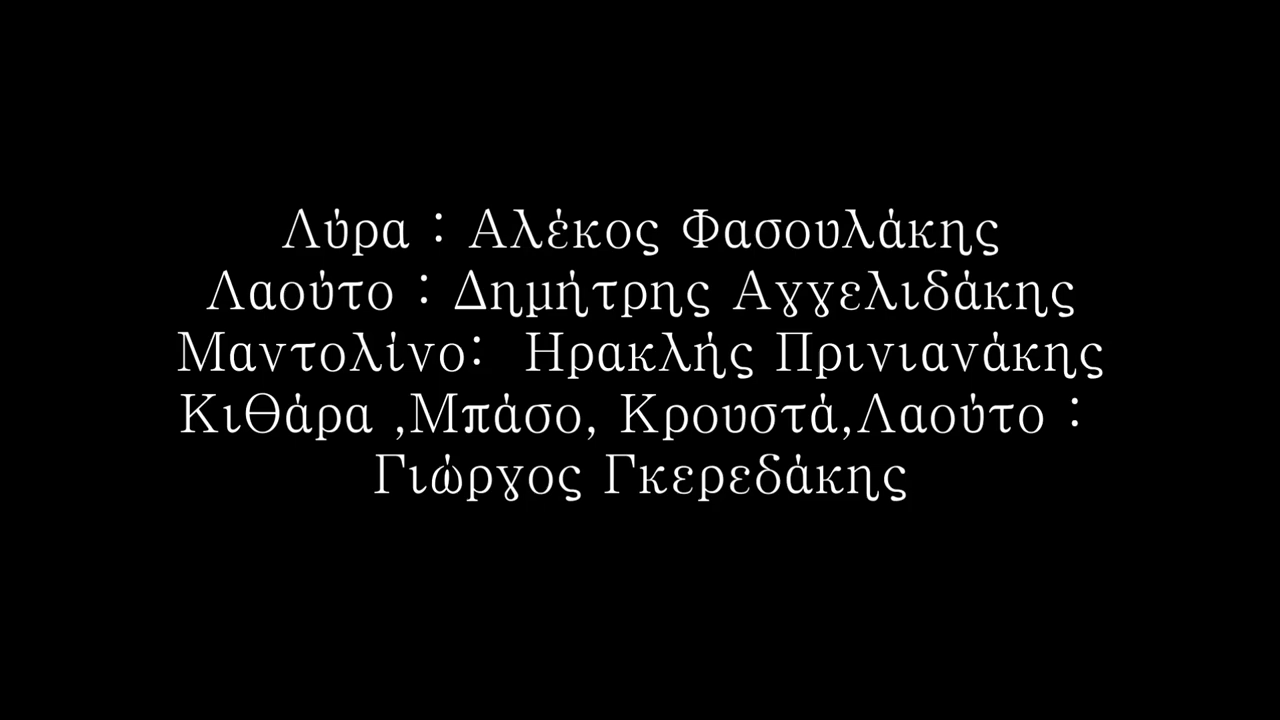 Λύρα : Αλέκος Φασουλάκης
Λαούτο : Δημήτρης Αγγελιδάκης
Μαντολίνο:  Ηρακλής Πρινιανάκης
Κιθάρα ,Μπάσο, Κρουστά,Λαούτο :
Γιώργος Γκερεδάκης